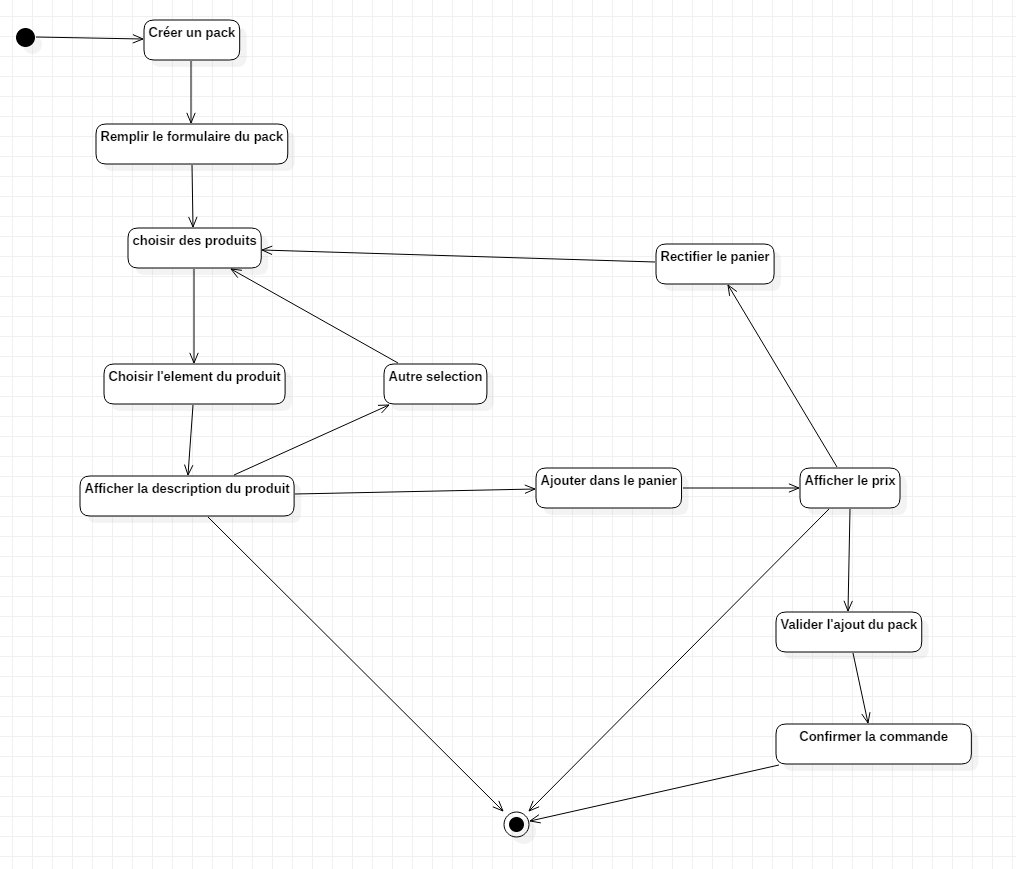 Créer un pack
Remplir le formulaire du pack
choisir des produits
Rectifier le panier
Choisir l'element du produit
Autre selection
Afficher la description du produit
Ajouter dans le panier
Afficher le prix
Valider l'ajout du pack
Confirmer la commande